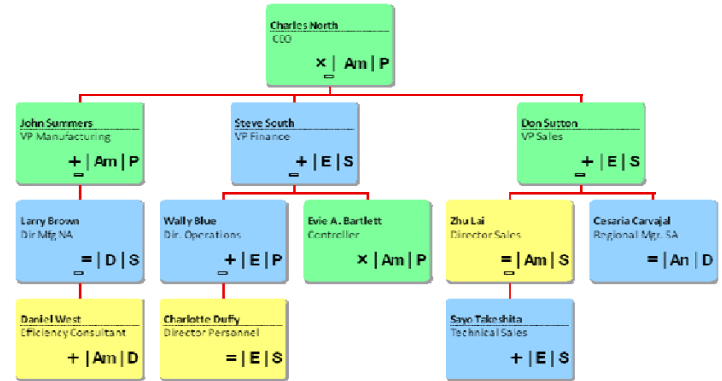 Charles North
CEO
× | Am | P
John Summers
VP Manufacturing
+ | Am | P
Steve South
VP Finance
+ | E | S
Don Sutton
VP Sales
+ | E | S
Larry Brown
Dir Mfg NA
= | D | S
Wally Blue
Dir. Operations
+ | E | P
Evie A. Bartlett
Controller
× | Am | P
Zhu Lai
Director Sales
= | Am | S
Cesaria Carvajal
Regional Mgr. SA
= | An | D
Daniel West
Efficiency Consultant
+ | Am | D
Charlotte Duffy
Director Personnel
= | E | S
Sayo Takeshita
Technical Sales
+ | E | S